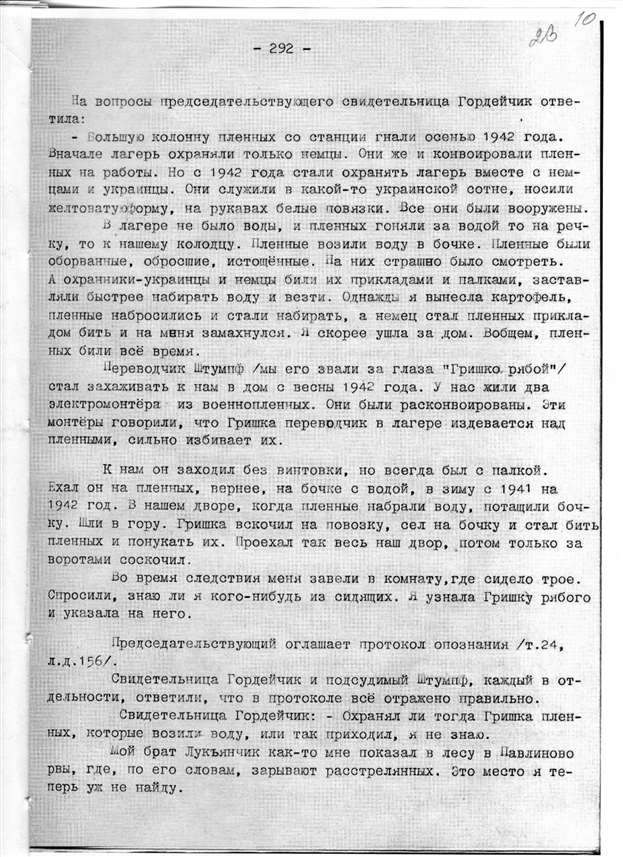 10
28
- 292 -
На вопросы председательствующего свидетельница Гордейчик отве-
тила:
- Большую колонну пленных со станции гнали осенью 1942 года.
Вначале лагерь охраняли только немцы. Они же и конвоировали плен-
ных на работы. Но с 1942 года стали охранять лагерь вместе с нем-
цами и украинцы. Они служили в какой-то украинской сотне, носили
желтоватую форму, на рукавах белые повязки. Все они были вооружены.
В лагере не было воды, и пленных гоняли за водой то на реч-
ку, то к нашему колодцу. Пленные возили воду в бочке. Пленные были
оборванные, обросшие, истощённые. На них страшно было смотреть.
А охранники-украинцы и немцы били их прикладами и палками, застав-
ляли быстрее набирать воду и везти. Однажды я вынесла картофель,
пленные набросились и стали набирать, а немец стал пленных прикла-
дом бить и на меня замахнулся. Я скорее ушла за дом. Вобщем, плен-
ных били всё время.
Переводчик Штумпф /мы его звали за глаза "Гришка рябой"/
стал захаживать к нам в дом с весны 1942 года. У нас жили два
электромонтёра из военнопленных. Они были расконвоированы. Эти
монтёры говорили, что Гришка переводчик в лагере издевается над
пленными, сильно избивает их.
К нам он заходил без винтовки, но всегда был с палкой.
Ехал он на пленных, вернее, на бочке с водой, в зиму с 1941 на
1942 год. В нашем дворе, когда пленные набрали воду, потащили боч-
ку. Шли в гору. Гришка вскочил на повозку, сел на бочку и стал бить
пленных и понукать их. Проехал так весь наш двор, потом только за
воротами соскочил.
Во время следствия меня завели в комнату,где сидело трое.
Спросили, знаю ли я кого-нибудь из сидящих. Я узнала Гришку рябого
и указала на него.
Председательствующий оглашает протокол опознания /т.24,
л.д.156/.
Свидетельница Гордейчик и подсудимый Штумпф, каждый в от-
дельности, ответили, что в протоколе всё отражено правильно.
Свидетельница Гордейчик: - Охранял ли тогда Гришка плен-
ных, которые возили воду, или так приходил, я не знаю.
Мой брат Лукьянчик как-то мне показал в лесу в Павлиново
рвы, где, по его словам, зарывают расстрелянных. Это место я те-
перь уж не найду.